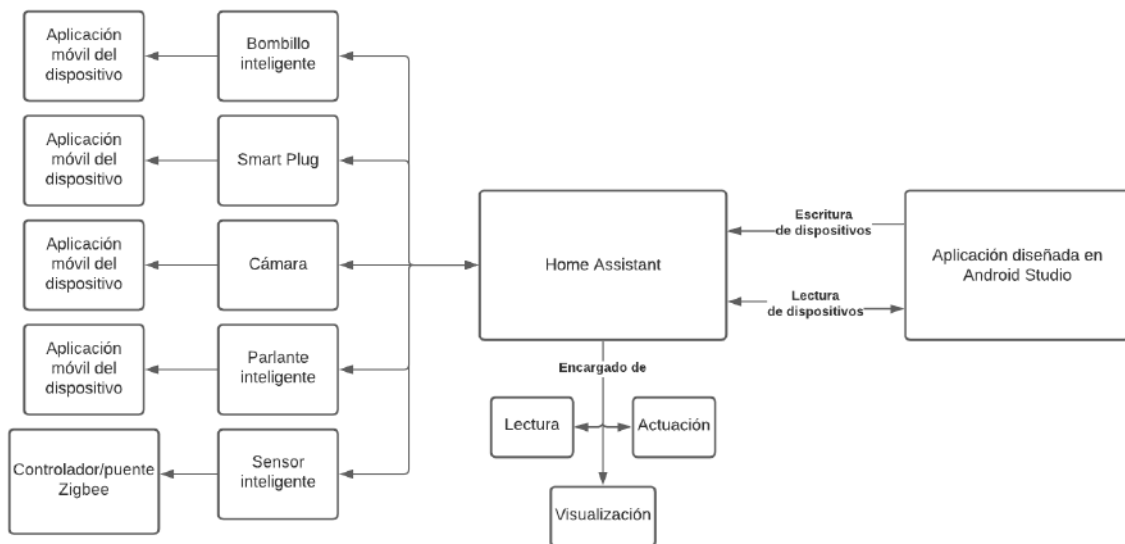 Aplicación
móvil del
dispositivo
Bombillo
inteligente
Aplicación
móvil del
dispositivo
Smart Plug
Aplicación
móvil del
dispositivo
Cámara
Home Assistant
Escritura
de dispositivos
Lectura
de dispositivos
Aplicación diseñada en
Android Studio
Aplicación
móvil del
dispositivo
Parlante
inteligente
Encargado de
Lectura
Actuación
Visualización
Controlador/puente
Zigbee
Sensor
inteligente